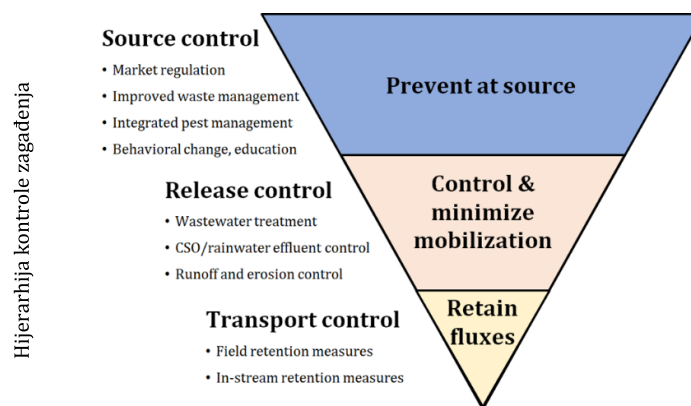 Hijerarhija kontrole zagađenja
Source control
• Market regulation
• Improved waste management
• Integrated pest management
• Behavioral change, education
Prevent at source
Release control
• Wastewater treatment
• CSO/rainwater effluent control
• Runoff and erosion control
Control &
minimize
mobilization
Transport control
• Field retention measures
• In-stream retention measures
Retain
fluxes